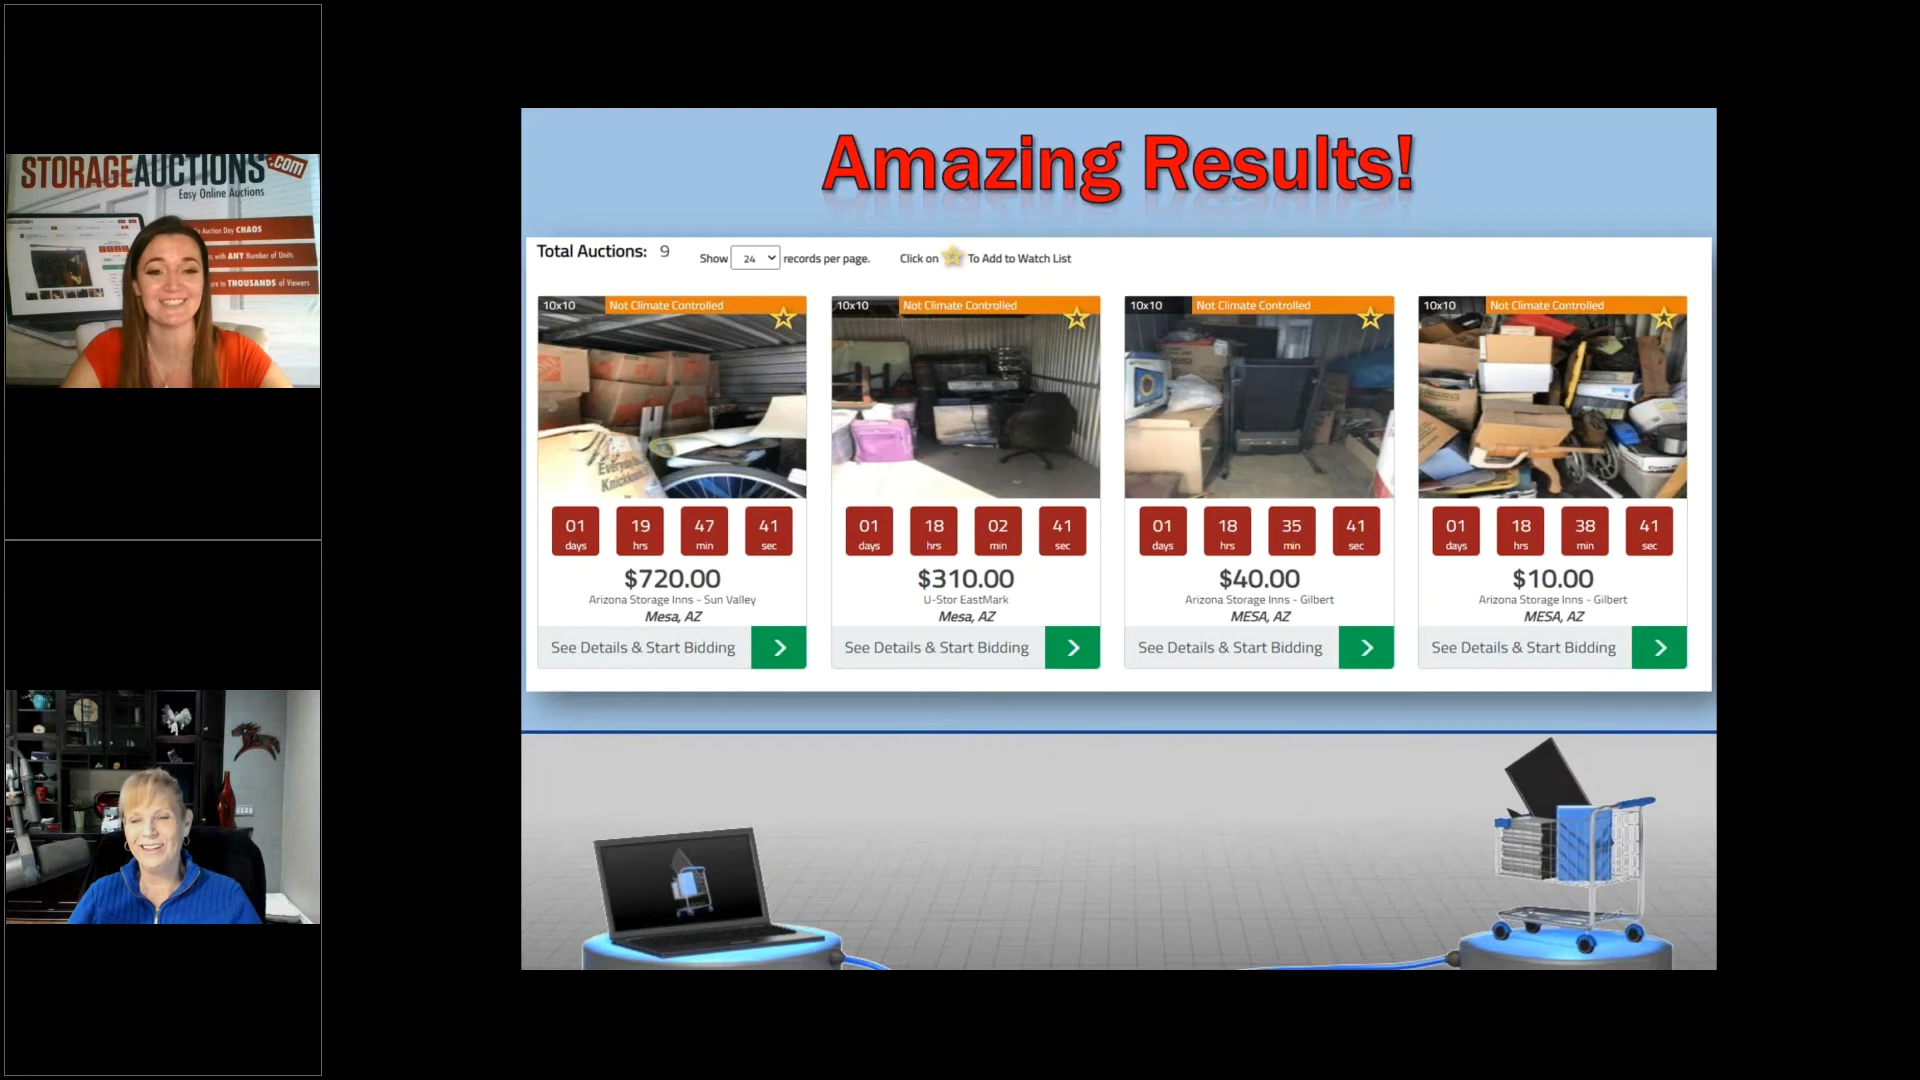 STORAGEAUCTIONS.com
Easy Online Auctions
Auction Day CHAOS
with ANY Number of Units
to THOUSANDS of Viewers
Amazing Results!
Total Auctions: 9
Show 24 records per page.
Click on To Add to Watch List
10x10 Not Climate Controlled
Everyday
Knickknacks
01 days 19 hrs 47 min 41 sec
$720.00
Arizona Storage Inns - Sun Valley
Mesa, AZ
See Details & Start Bidding
10x10 Not Climate Controlled
01 days 18 hrs 02 min 41 sec
$310.00
U-Stor EastMark
Mesa, AZ
See Details & Start Bidding
10x10 Not Climate Controlled
01 days 18 hrs 35 min 41 sec
$40.00
Arizona Storage Inns - Gilbert
MESA, AZ
See Details & Start Bidding
10x10 Not Climate Controlled
01 days 18 hrs 38 min 41 sec
$10.00
Arizona Storage Inns - Gilbert
MESA, AZ
See Details & Start Bidding